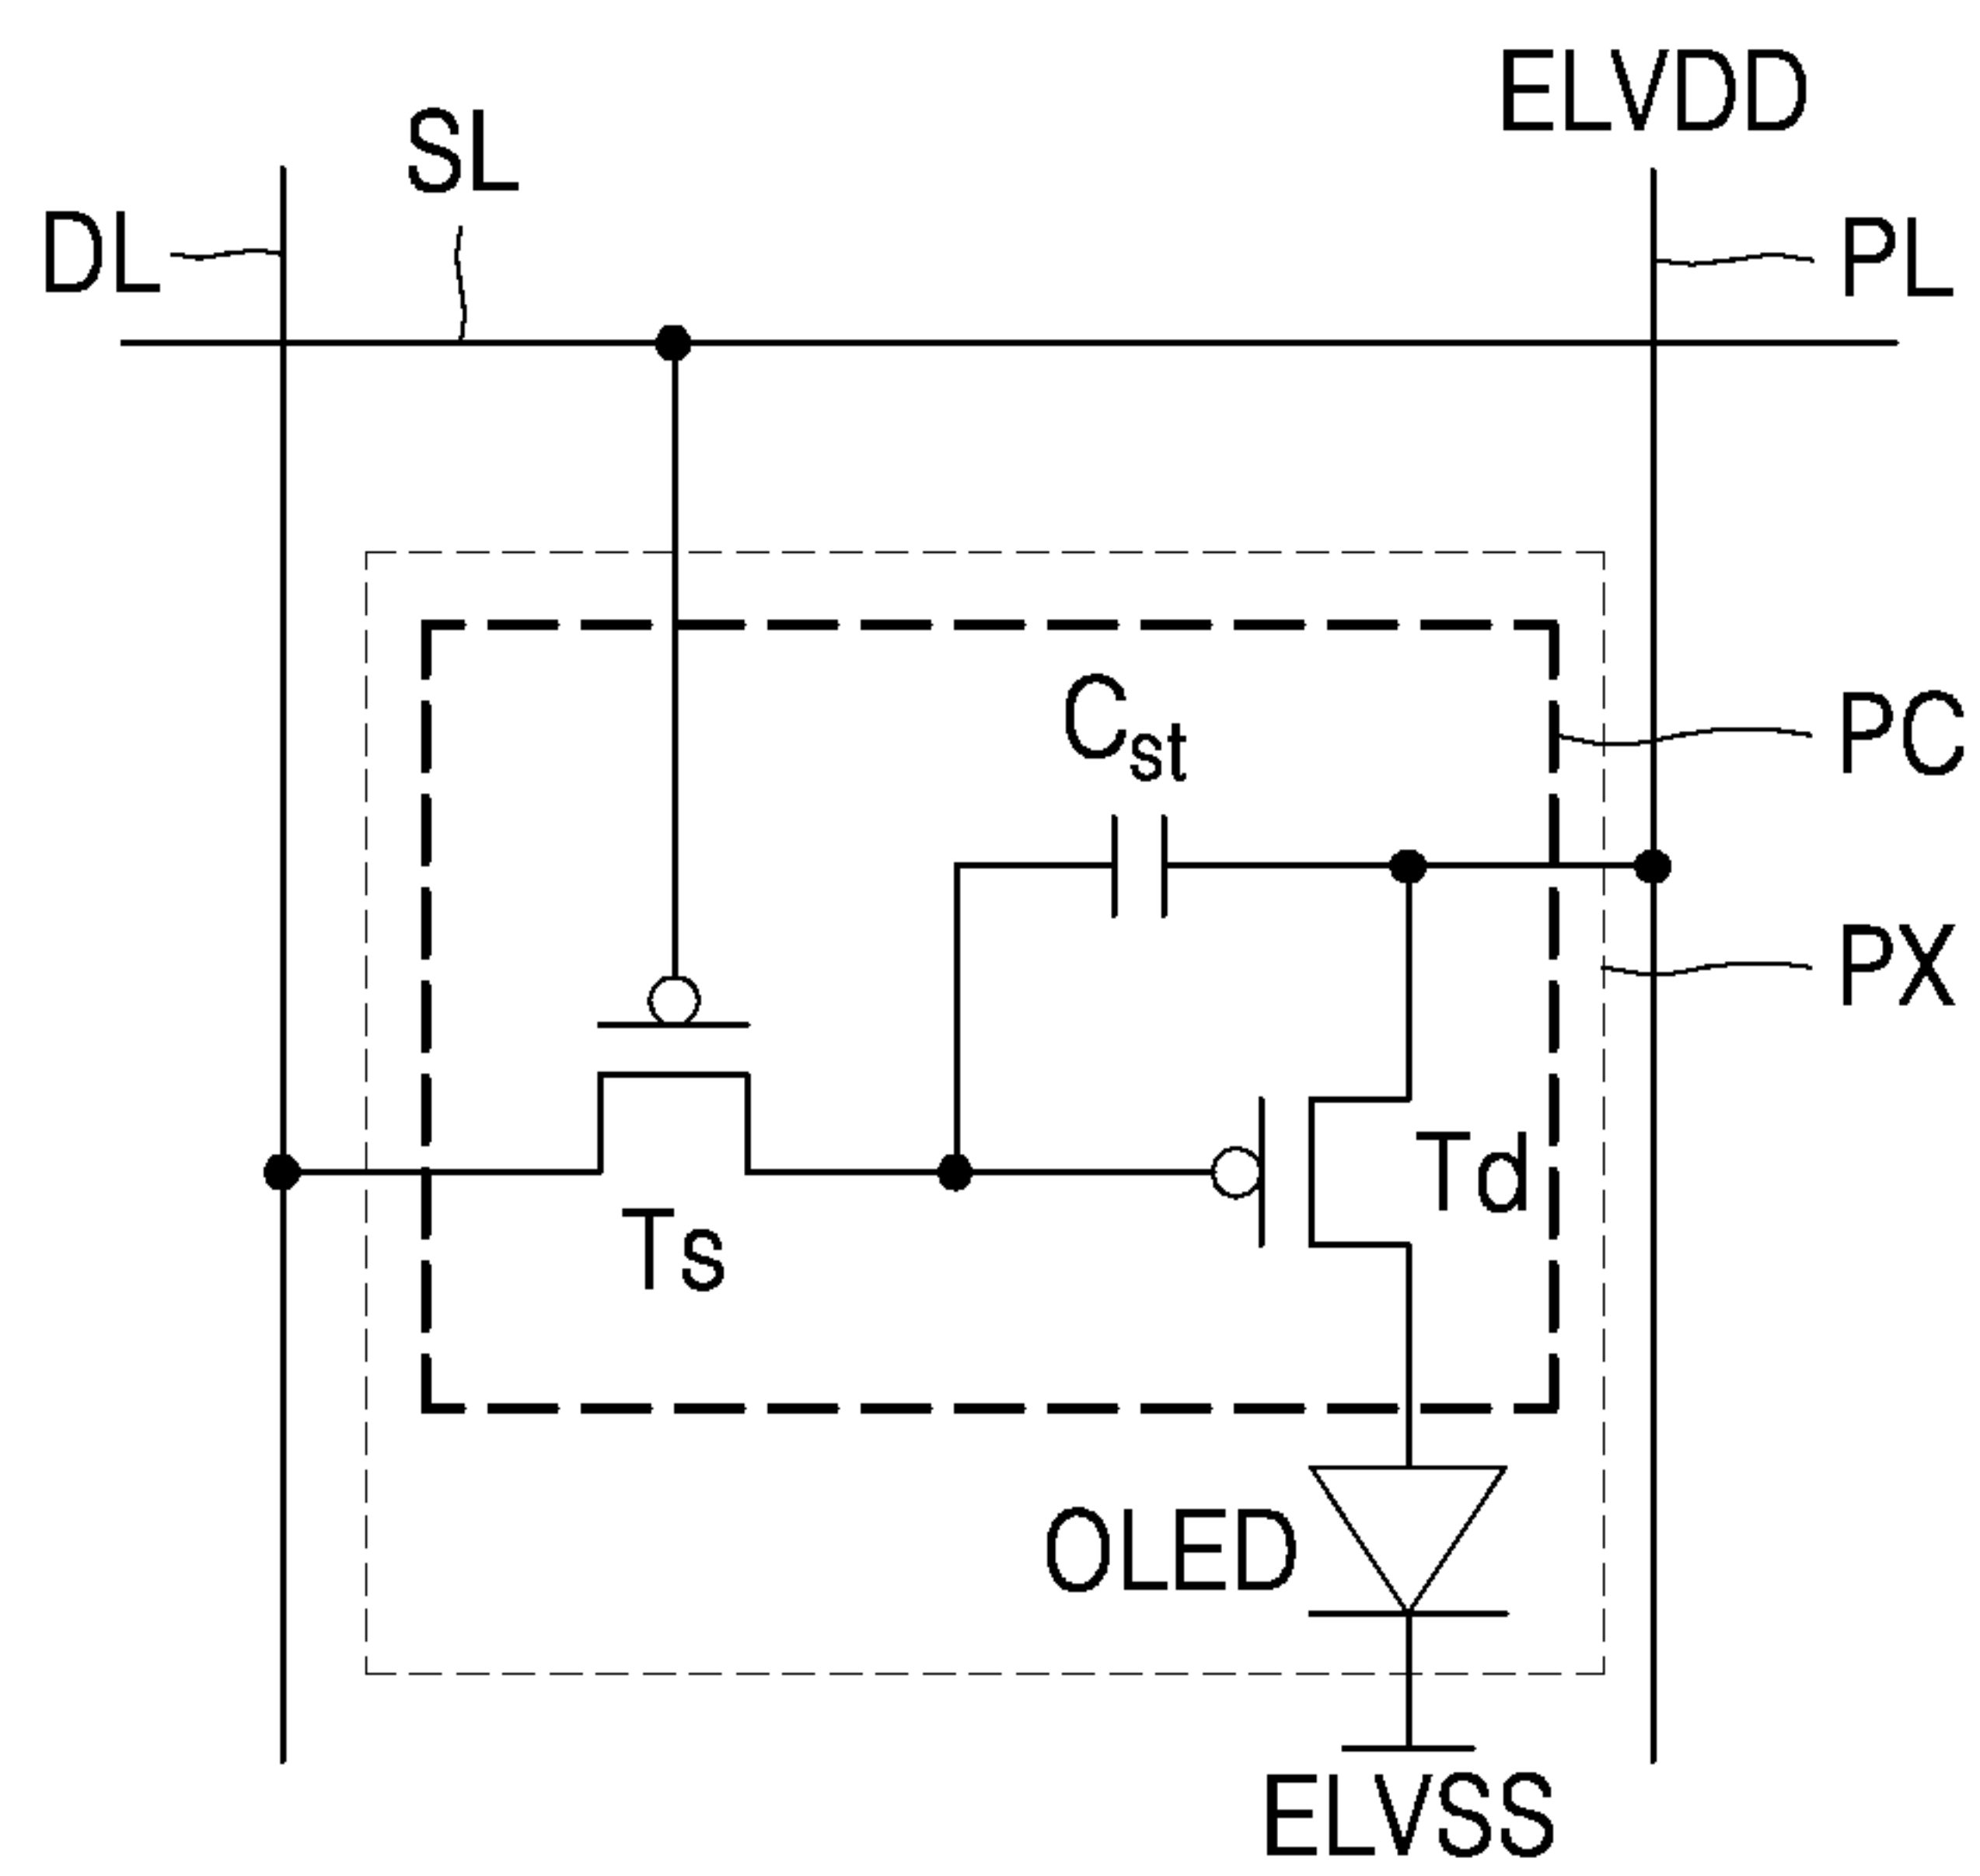 ELVDD
SL
DL
PL
PC
Cst
PX
Td
Ts
OLED
ELVSS